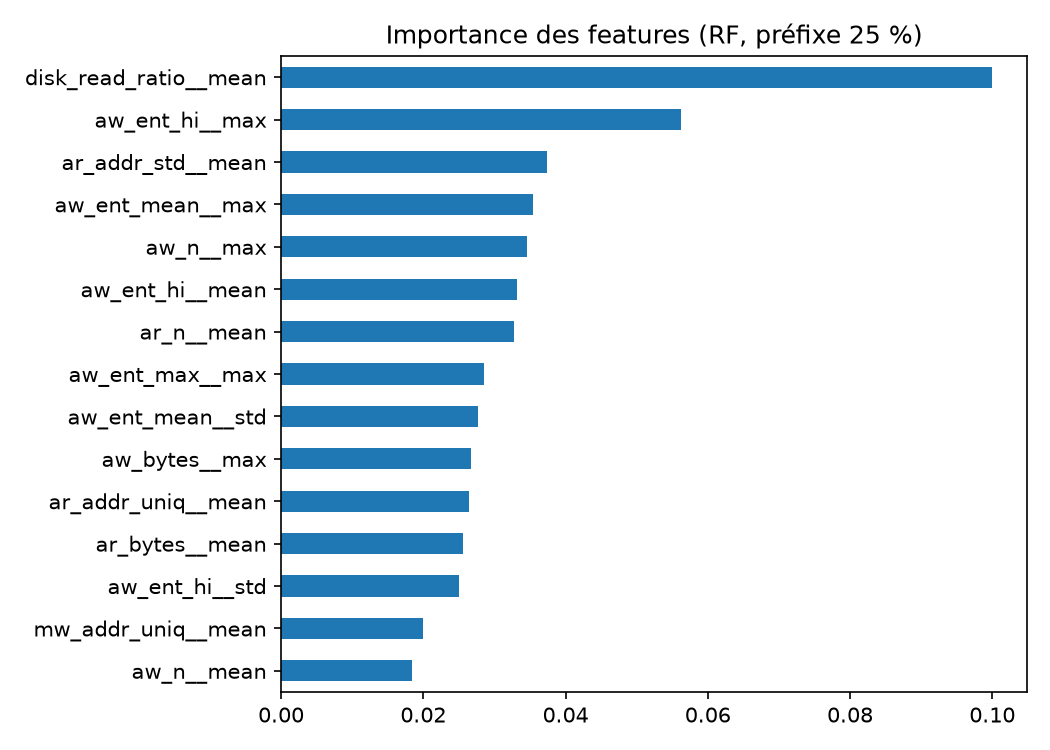 Importance des features (RF, préfixe 25 %)
disk_read_ratio__mean
aw_ent_hi__max
ar_addr_std__mean
aw_ent_mean__max
aw_n__max
aw_ent_hi__mean
ar_n__mean
aw_ent_max__max
aw_ent_mean__std
aw_bytes__max
ar_addr_uniq__mean
ar_bytes__mean
aw_ent_hi__std
mw_addr_uniq__mean
aw_n__mean
0.00 0.02 0.04 0.06 0.08 0.10